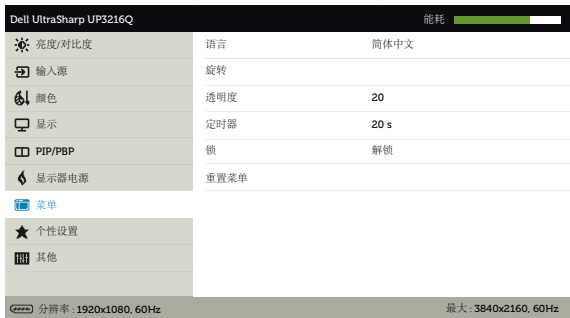 Dell UltraSharp UP3216Q 能耗
亮度/对比度 语言 简体中文
输入源 旋转
颜色 透明度 20
显示 定时器 20 s
PIP/PBP 锁 解锁
显示器电源 重置菜单
菜单
个性设置
其他
分辨率 : 1920x1080, 60Hz 最大 : 3840x2160, 60Hz